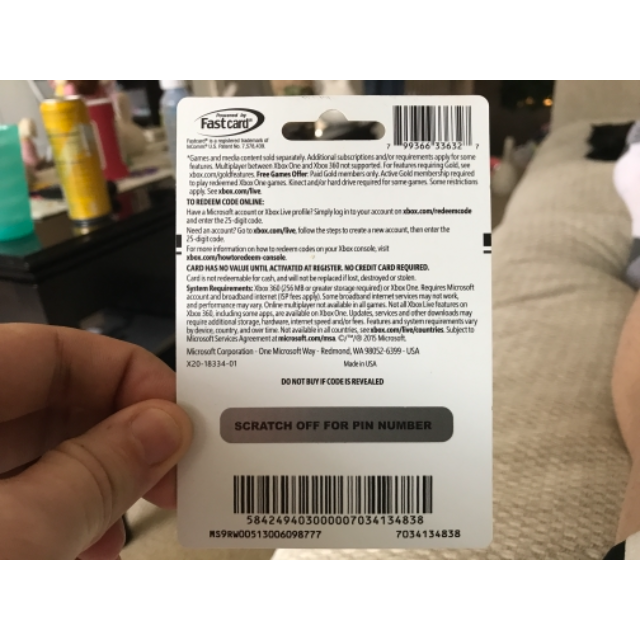 Powered by
Fastcard®
Fastcard® is a registered trademark of
InComm® U.S. Patent No. 7,578,439.
7 99366 33632 7
*Games and media content sold separately. Additional subscriptions and/or requirements apply for some
features. Multiplayer between Xbox One and Xbox 360 not supported. For features requiring Gold, see
xbox.com/goldfeatures. Free Games Offer: Paid Gold members only. Active Gold membership required
to play redeemed Xbox One games. Kinect and/or hard drive required for some games. Some restrictions
apply. See xbox.com/live.
TO REDEEM CODE ONLINE:
Have a Microsoft account or Xbox Live profile? Simply log in to your account on xbox.com/redeemcode
and enter the 25-digit code.
Need an account? Go to xbox.com/live, follow the steps to create a new account, then enter the
25-digit code.
For more information on how to redeem codes on your Xbox console, visit
xbox.com/howtoredeem-console.
CARD HAS NO VALUE UNTIL ACTIVATED AT REGISTER. NO CREDIT CARD REQUIRED.
Card is not redeemable for cash, and will not be replaced if lost, destroyed or stolen.
System Requirements: Xbox 360 (256 MB or greater storage required) or Xbox One. Requires Microsoft
account and broadband internet (ISP fees apply). Some broadband internet services may not work,
and performance may vary. Online multiplayer not available in all games. Not all Xbox Live features on
Xbox 360, including some apps, are available on Xbox One. Updates, services and other downloads may
require additional storage, hardware, internet speed and/or fees. Features and system requirements vary
by device, country, and over time. Not available in all countries, see xbox.com/live/countries. Subject to
Microsoft Services Agreement at microsoft.com/msa. ©/™/® 2015 Microsoft.
Microsoft Corporation - One Microsoft Way - Redmond, WA 98052-6399 - USA
X20-18334-01 Made in USA
DO NOT BUY IF CODE IS REVEALED
SCRATCH OFF FOR PIN NUMBER
584249403000007034134838
MS9RW00513006098777 7034134838